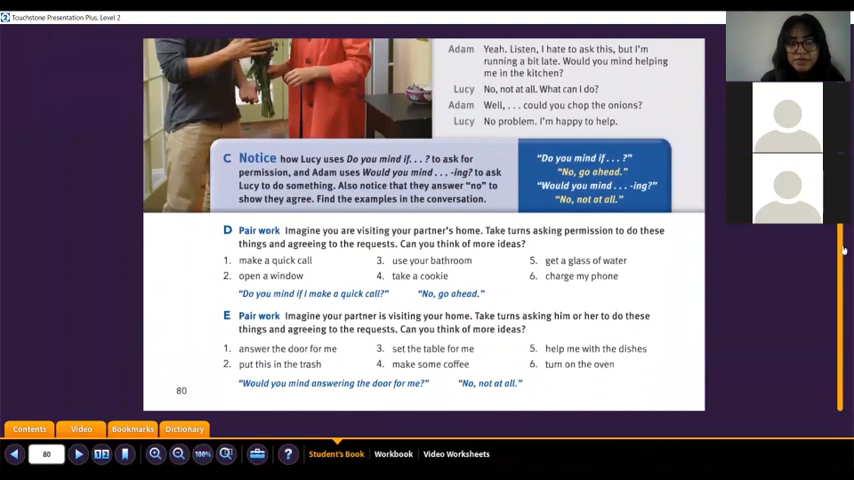 Touchstone Presentation Plus, Level 2
Adam Yeah. Listen, I hate to ask this, but I'm
running a bit late. Would you mind helping
me in the kitchen?
Lucy No, not at all. What can I do?
Adam Well, . . . could you chop the onions?
Lucy No problem. I'm happy to help.
C Notice how Lucy uses Do you mind if. . . ? to ask for
permission, and Adam uses Would you mind . . . -ing? to ask
Lucy to do something. Also notice that they answer "no" to
show they agree. Find the examples in the conversation.
"Do you mind if . . . ?"
"No, go ahead."
"Would you mind . . . -ing?"
"No, not at all."
D Pair work Imagine you are visiting your partner's home. Take turns asking permission to do these
things and agreeing to the requests. Can you think of more ideas?
1. make a quick call 3. use your bathroom 5. get a glass of water
2. open a window 4. take a cookie 6. charge my phone
"Do you mind if I make a quick call?" "No, go ahead."
E Pair work Imagine your partner is visiting your home. Take turns asking him or her to do these
things and agreeing to the requests. Can you think of more ideas?
1. answer the door for me 3. set the table for me 5. help me with the dishes
2. put this in the trash 4. make some coffee 6. turn on the oven
"Would you mind answering the door for me?" "No, not at all."
80
Contents Video Bookmarks Dictionary
80 1 2 100% ? Student's Book Workbook Video Worksheets